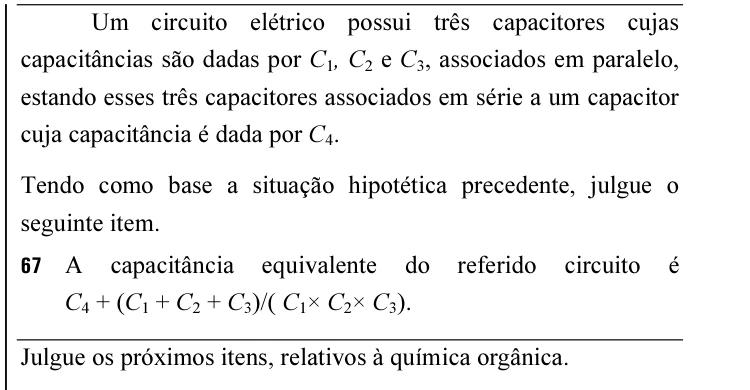 Um circuito elétrico possui três capacitores cujas
capacitâncias são dadas por C₁, C₂ e C₃, associados em paralelo,
estando esses três capacitores associados em série a um capacitor
cuja capacitância é dada por C₄.
Tendo como base a situação hipotética precedente, julgue o
seguinte item.
67 A capacitância equivalente do referido circuito é
C₄ + (C₁ + C₂ + C₃)/( C₁× C₂× C₃).
Julgue os próximos itens, relativos à química orgânica.